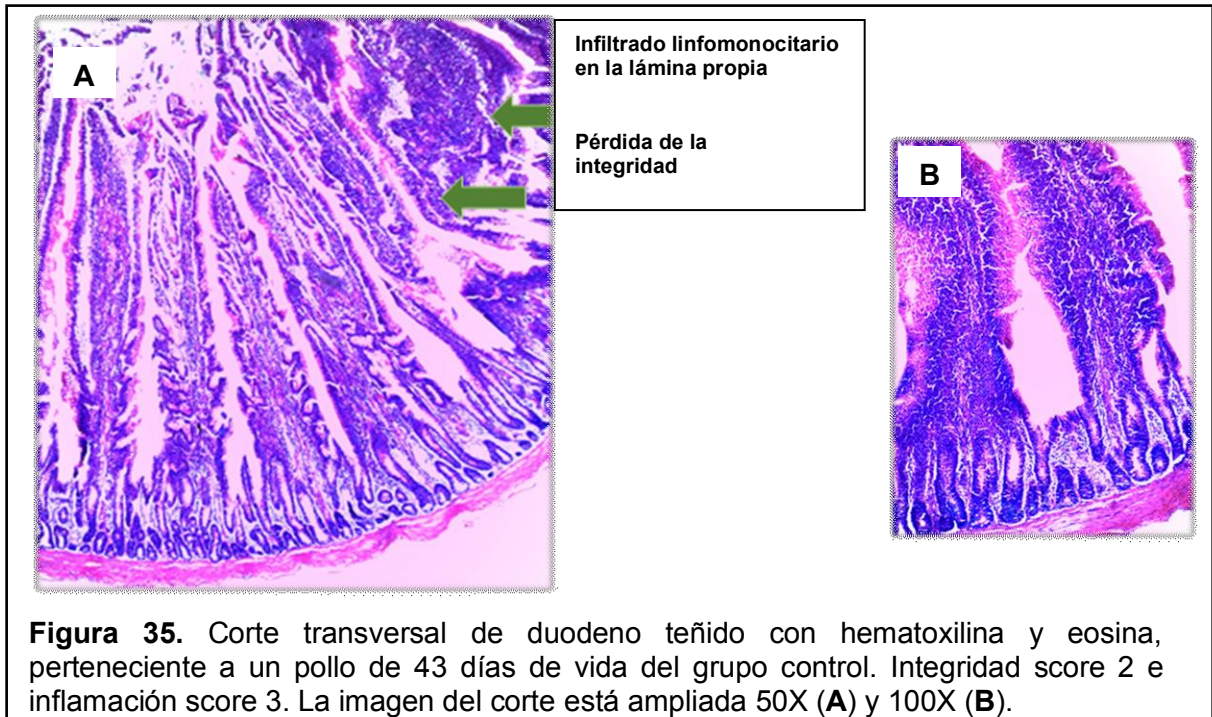 A
Infiltrado linfomonocitario
en la lámina propia
Pérdida de la
integridad
B
Figura 35. Corte transversal de duodeno teñido con hematoxilina y eosina,
perteneciente a un pollo de 43 días de vida del grupo control. Integridad score 2 e
inflamación score 3. La imagen del corte está ampliada 50X (A) y 100X (B).